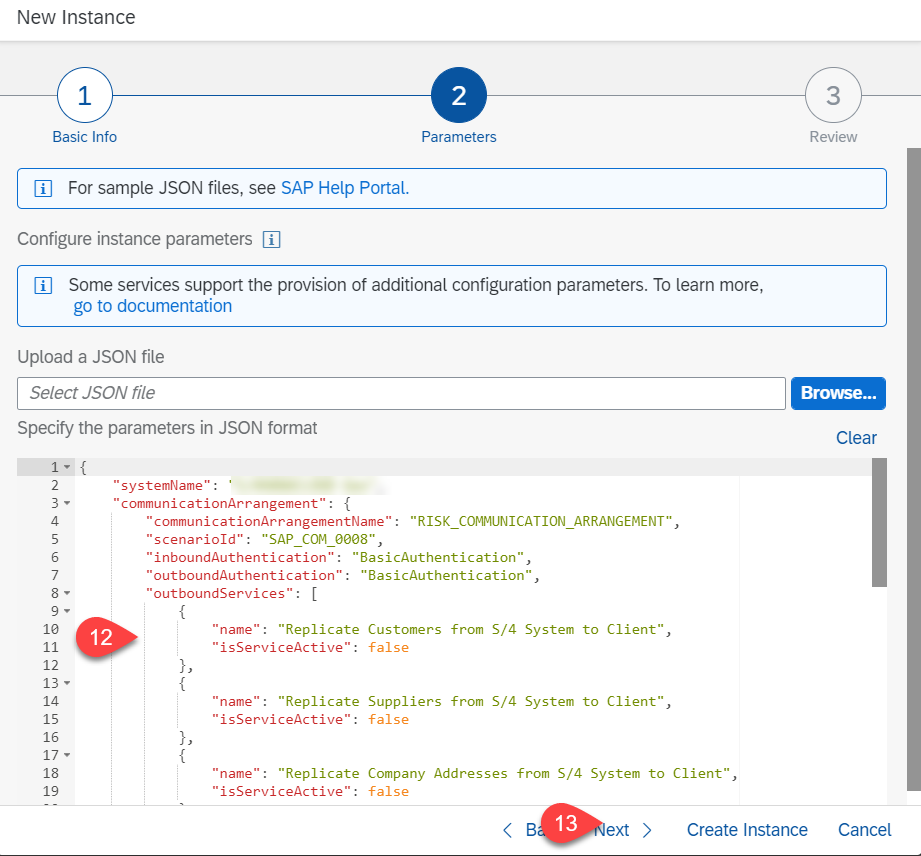 New Instance
1
2
3
Basic Info
Parameters
Review
For sample JSON files, see SAP Help Portal.
Configure instance parameters
Some services support the provision of additional configuration parameters. To learn more,
go to documentation
Upload a JSON file
Select JSON file
Browse...
Specify the parameters in JSON format
Clear
1 {
2 "systemName":
3 "communicationArrangement": {
4 "communicationArrangementName": "RISK_COMMUNICATION_ARRANGEMENT",
5 "scenarioId": "SAP_COM_0008",
6 "inboundAuthentication": "BasicAuthentication",
7 "outboundAuthentication": "BasicAuthentication",
8 "outboundServices": [
9 {
10 "name": "Replicate Customers from S/4 System to Client",
11 "isServiceActive": false
12 },
13 {
14 "name": "Replicate Suppliers from S/4 System to Client",
15 "isServiceActive": false
16 },
17 {
18 "name": "Replicate Company Addresses from S/4 System to Client",
19 "isServiceActive": false
12
13
Next
Create Instance
Cancel